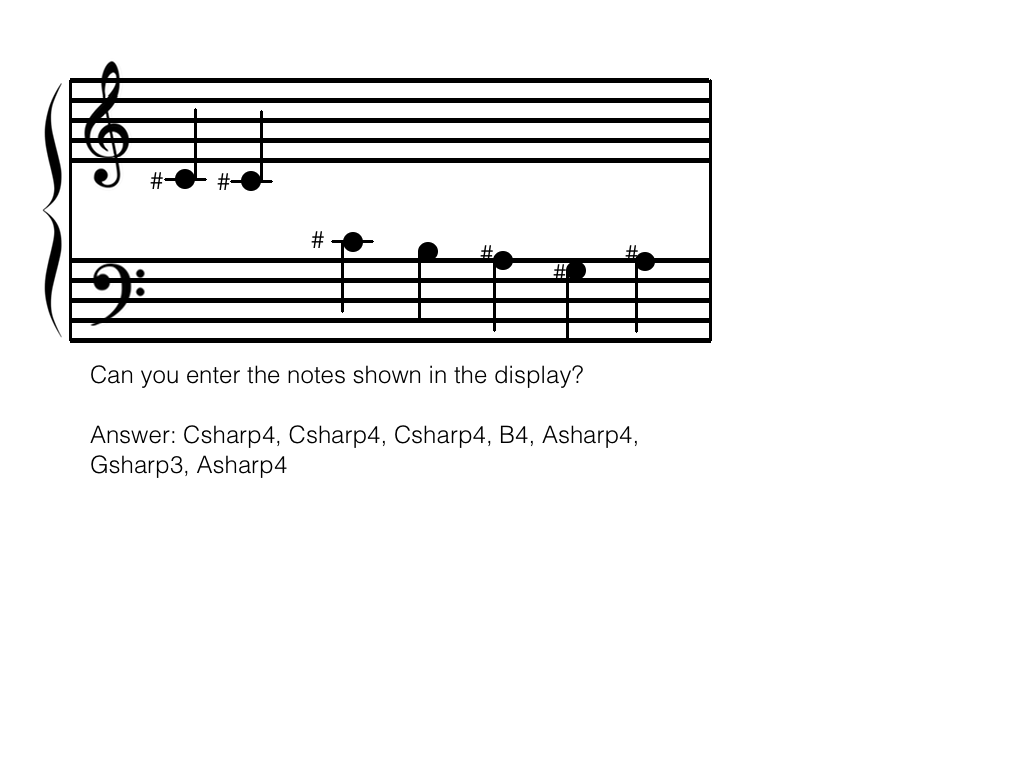 # #
# # # #
Can you enter the notes shown in the display?
Answer: Csharp4, Csharp4, Csharp4, B4, Asharp4,
Gsharp3, Asharp4